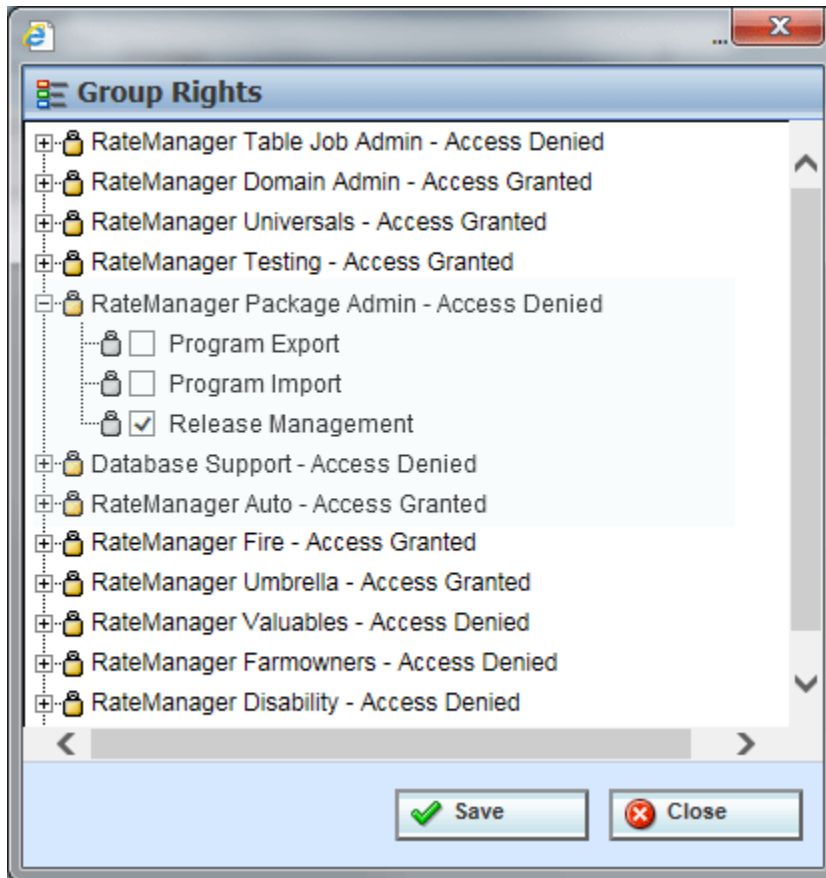 ...
Group Rights
RateManager Table Job Admin - Access Denied
RateManager Domain Admin - Access Granted
RateManager Universals - Access Granted
RateManager Testing - Access Granted
RateManager Package Admin - Access Denied
Program Export
Program Import
Release Management
Database Support - Access Denied
RateManager Auto - Access Granted
RateManager Fire - Access Granted
RateManager Umbrella - Access Granted
RateManager Valuables - Access Denied
RateManager Farmowners - Access Denied
RateManager Disability - Access Denied
Save
Close